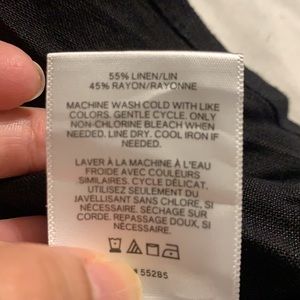 55% LINEN/LIN
45% RAYON/RAYONNE
MACHINE WASH COLD WITH LIKE
COLORS. GENTLE CYCLE. ONLY
NON-CHLORINE BLEACH WHEN
NEEDED. LINE DRY. COOL IRON IF
NEEDED.
LAVER À LA MACHINE À L'EAU
FROIDE AVEC COULEURS
SIMILAIRES. CYCLE DÉLICAT.
UTILISEZ SEULEMENT DU
JAVELLISANT SANS CHLORE, SI
NÉCESSAIRE. SÉCHAGE SUR
CORDE. REPASSAGE DOUX, SI
NÉCESSAIRE.
55285